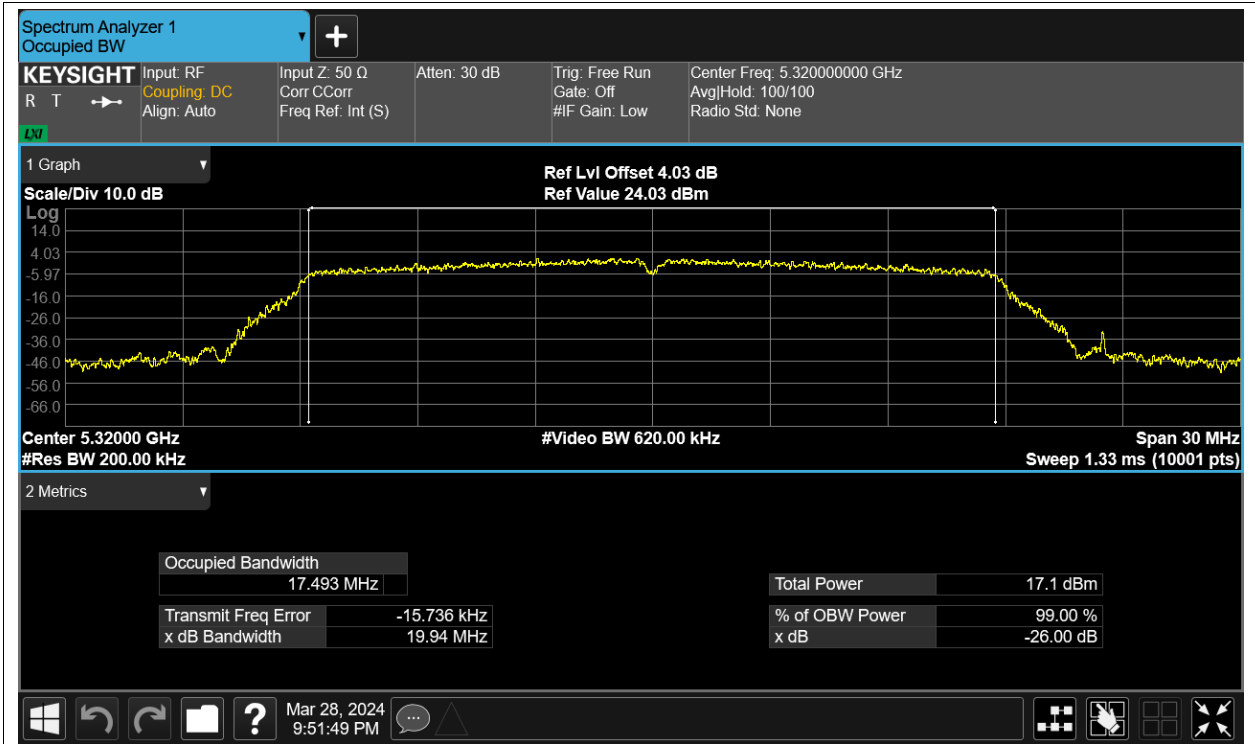 Spectrum Analyzer 1
Occupied BW
KEYSIGHT
R T
LXI
Input: RF
Coupling: DC
Align: Auto
Input Z: 50 Ω
Corr CCorr
Freq Ref: Int (S)
Atten: 30 dB
Trig: Free Run
Gate: Off
#IF Gain: Low
Center Freq: 5.320000000 GHz
Avg|Hold: 100/100
Radio Std: None
1 Graph
Scale/Div 10.0 dB
Ref Lvl Offset 4.03 dB
Ref Value 24.03 dBm
Log
14.0
4.03
-5.97
-16.0
-26.0
-36.0
-46.0
-56.0
-66.0
Center 5.32000 GHz
#Video BW 620.00 kHz
Span 30 MHz
#Res BW 200.00 kHz
Sweep 1.33 ms (10001 pts)
2 Metrics
Occupied Bandwidth
17.493 MHz
Transmit Freq Error -15.736 kHz
x dB Bandwidth 19.94 MHz
Total Power 17.1 dBm
% of OBW Power 99.00 %
x dB -26.00 dB
?
Mar 28, 2024
9:51:49 PM